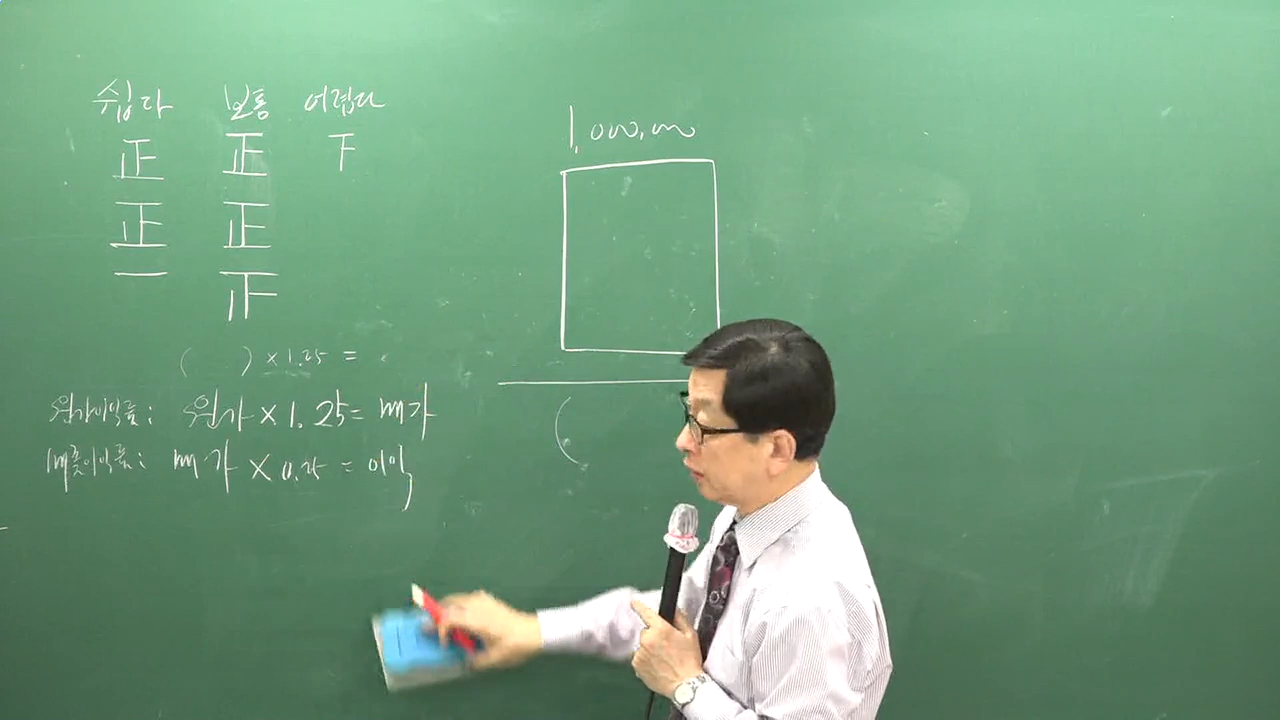 쉽다 보통 어렵다
正 正 下
正 正
一 正
1,000,000
( ) × 1.25 =
원가이익률: 원가 × 1.25 = 매가
매출이익률: 매가 × 0.25 = 이익
(